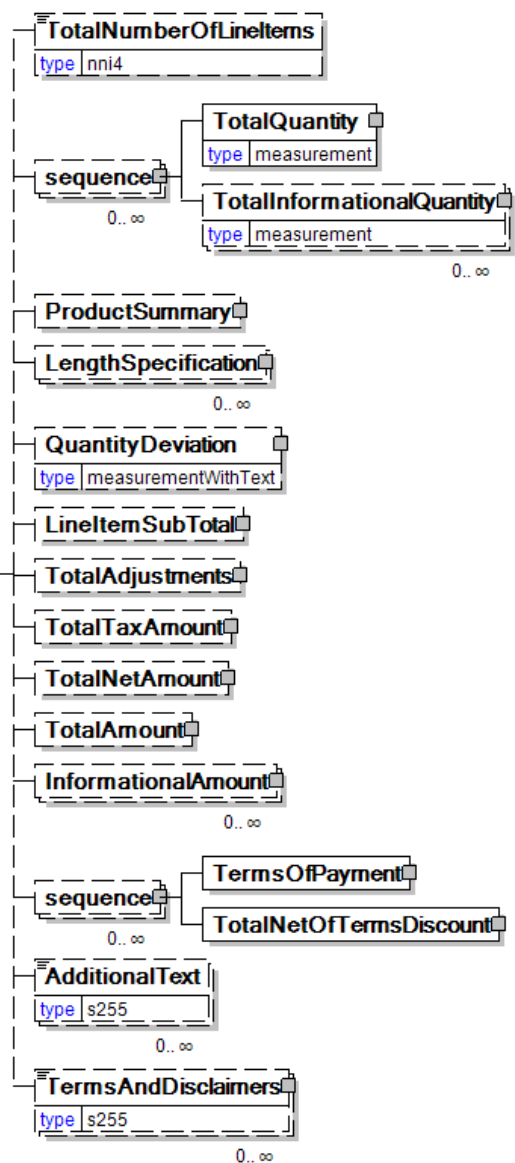 TotalNumberOfLineItems
type nni4
TotalQuantity
type measurement
sequence
0.. ∞
TotalInformationalQuantity
type measurement
0.. ∞
ProductSummary
LengthSpecification
0.. ∞
QuantityDeviation
type measurementWithText
LineItemSubTotal
TotalAdjustments
TotalTaxAmount
TotalNetAmount
TotalAmount
InformationalAmount
0.. ∞
TermsOfPayment
sequence
0.. ∞
TotalNetOfTermsDiscount
AdditionalText
type s255
0.. ∞
TermsAndDisclaimers
type s255
0.. ∞